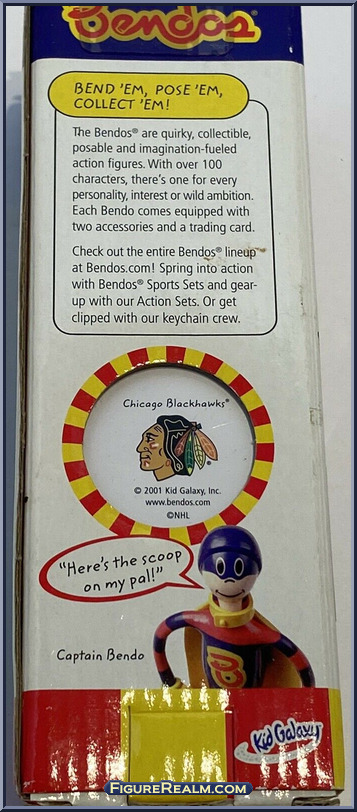 Bendos
BEND 'EM, POSE 'EM,
COLLECT 'EM!
The Bendos® are quirky, collectible,
posable and imagination-fueled
action figures. With over 100
characters, there's one for every
personality, interest or wild ambition.
Each Bendo comes equipped with
two accessories and a trading card.
Check out the entire Bendos® lineup
at Bendos.com! Spring into action
with Bendos® Sports Sets and gear-
up with our Action Sets. Or get
clipped with our keychain crew.
Chicago Blackhawks®
© 2001 Kid Galaxy, Inc.
www.bendos.com
©NHL
"Here's the scoop
on my pal!"
Captain Bendo
B
Kid Galaxy
FIGUREREALM.COM